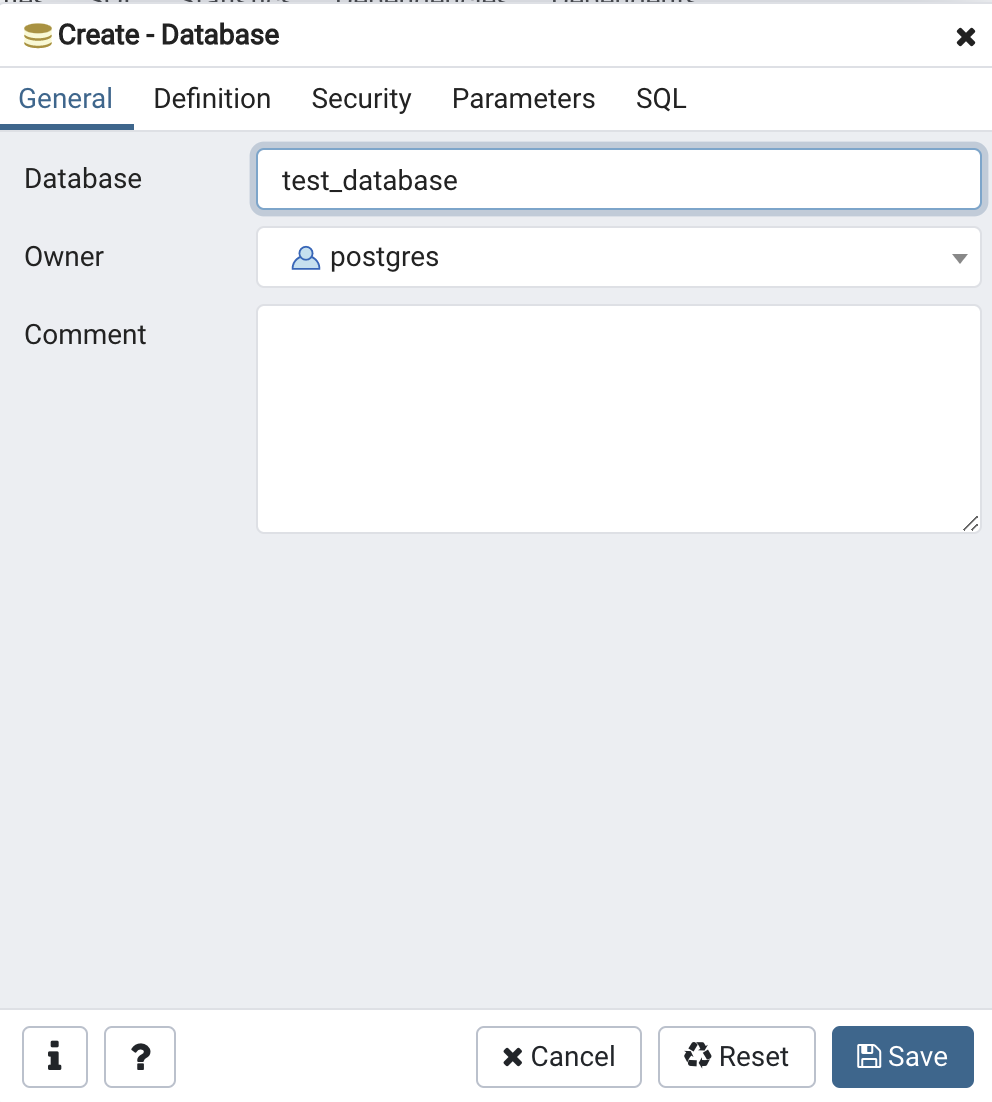 Create - Database
General Definition Security Parameters SQL
Database test_database
Owner postgres
Comment
Cancel Reset Save